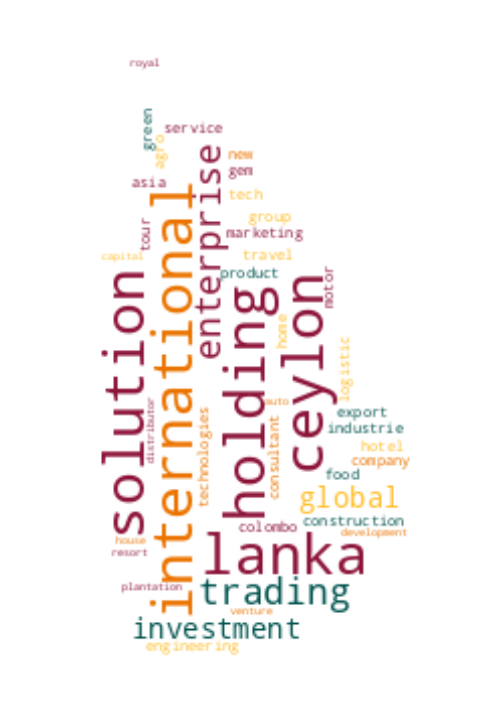 royal
green
service
agro
enterprise
new
gem
asia
tech
international
group
tour
marketing
capital
travel
product
motor
solution
holding
ceylon
home
logistic
distributor
auto
technologies
consultant
export
industrie
hotel
company
food
global
colombo
construction
development
house
resort
lanka
plantation
trading
venture
investment
engineering